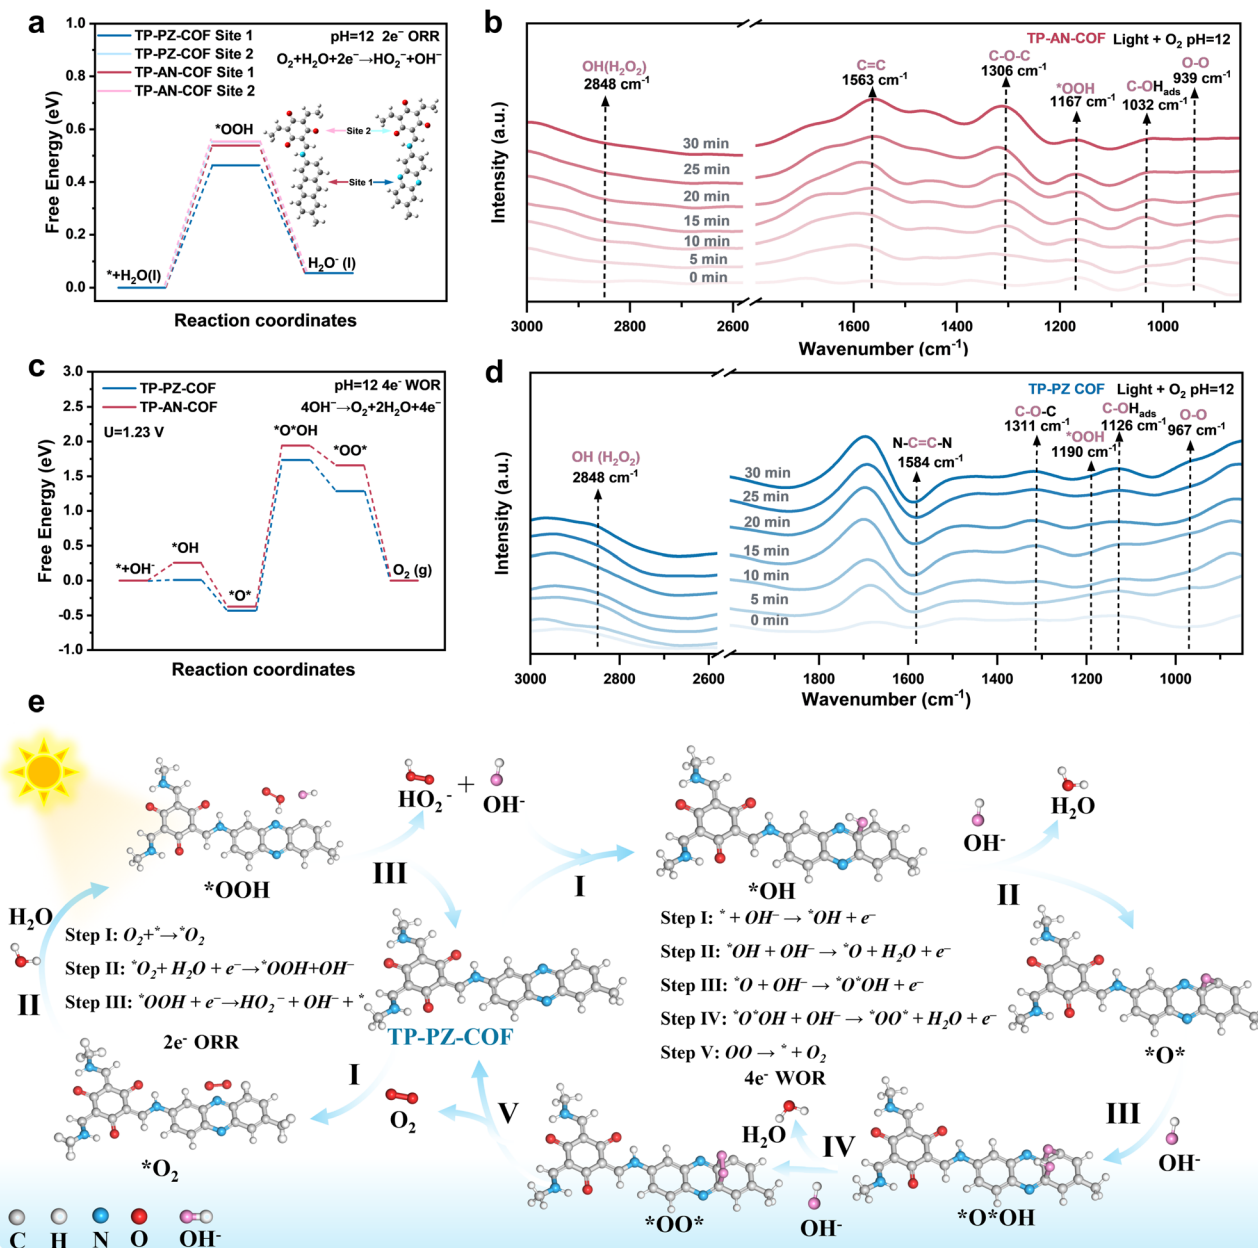 a
TP-PZ-COF Site 1
TP-PZ-COF Site 2
TP-AN-COF Site 1
TP-AN-COF Site 2
pH=12 2e⁻ ORR
O₂+H₂O+2e⁻→HO₂⁻+OH⁻
*OOH
Site 2
Site 1
*+H₂O(l)
H₂O⁻ (l)
1.0
0.8
0.6
0.4
0.2
0.0
Free Energy (eV)
Reaction coordinates
b
TP-AN-COF Light + O₂ pH=12
OH(H₂O₂)
2848 cm⁻¹
C=C
1563 cm⁻¹
C-O-C
1306 cm⁻¹
*OOH
1167 cm⁻¹
C-OHads
1032 cm⁻¹
O-O
939 cm⁻¹
30 min
25 min
20 min
15 min
10 min
5 min
0 min
Intensity (a.u.)
3000 2800 2600 1600 1400 1200 1000
Wavenumber (cm⁻¹)
c
TP-PZ-COF
TP-AN-COF
U=1.23 V
pH=12 4e⁻ WOR
4OH⁻→O₂+2H₂O+4e⁻
*O*OH
*OO*
*OH
*+OH⁻
*O*
O₂ (g)
3.0
2.5
2.0
1.5
1.0
0.5
0.0
-0.5
-1.0
Free Energy (eV)
Reaction coordinates
d
TP-PZ COF Light + O₂ pH=12
OH (H₂O₂)
2848 cm⁻¹
N-C=C-N
1584 cm⁻¹
C-O-C
1311 cm⁻¹
*OOH
1190 cm⁻¹
C-OHads
1126 cm⁻¹
O-O
967 cm⁻¹
30 min
25 min
20 min
15 min
10 min
5 min
0 min
Intensity (a.u.)
3000 2800 2600 1800 1600 1400 1200 1000
Wavenumber (cm⁻¹)
e
*OOH
HO₂⁻ + OH⁻
III
I
H₂O
II
Step I: O₂+*→*O₂
Step II: *O₂+ H₂O + e⁻→*OOH+OH⁻
Step III: *OOH + e⁻→HO₂⁻+ OH⁻ + *
2e⁻ ORR
*O₂
I
TP-PZ-COF
O₂
V
*OH
OH⁻
H₂O
II
Step I: * + OH⁻→ *OH + e⁻
Step II: *OH + OH⁻ → *O + H₂O + e⁻
Step III: *O + OH⁻ → *O*OH + e⁻
Step IV: *O*OH + OH⁻ → *OO* + H₂O + e⁻
Step V: OO → * + O₂
4e⁻ WOR
*O*
III
OH⁻
H₂O
IV
OH⁻
*OO*
*O*OH
C H N O OH⁻